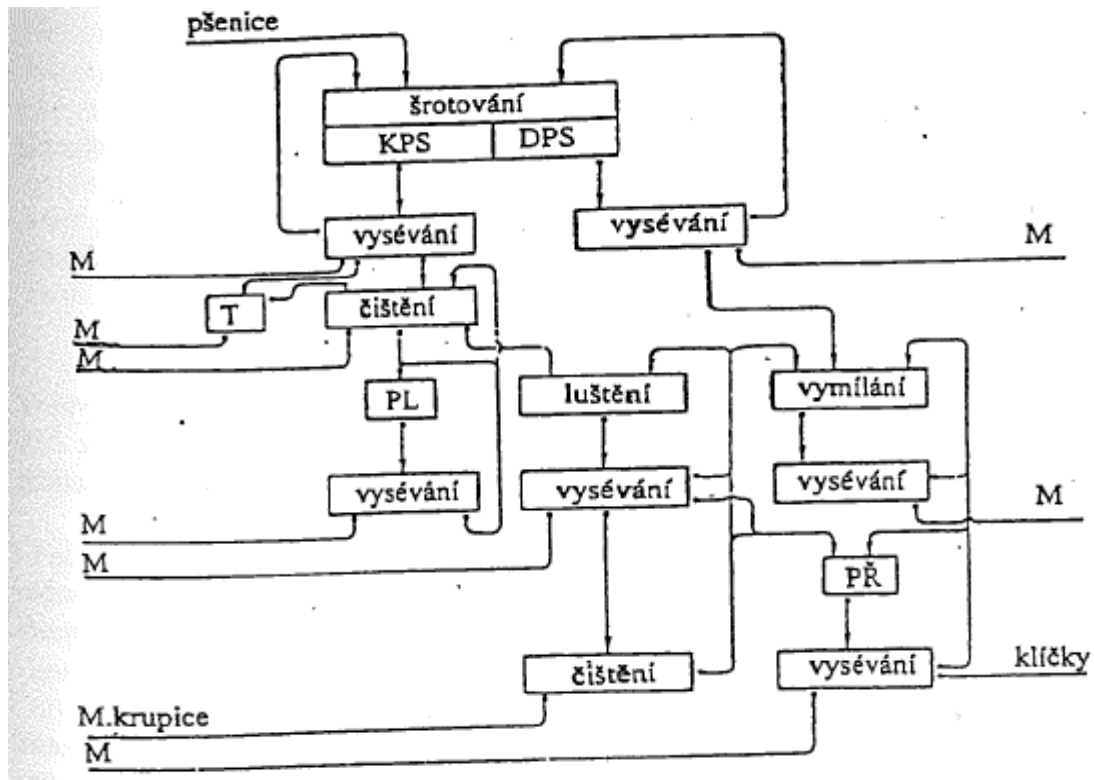 pšenice
šrotování
KPS DPS
vysévání
vysévání
M
M
T
čištění
M
M.
PL
luštění
vymílání
vysévání
vysévání
vysévání
M
M
M
PŘ
čištění
vysévání
klíčky
M.krupice
M